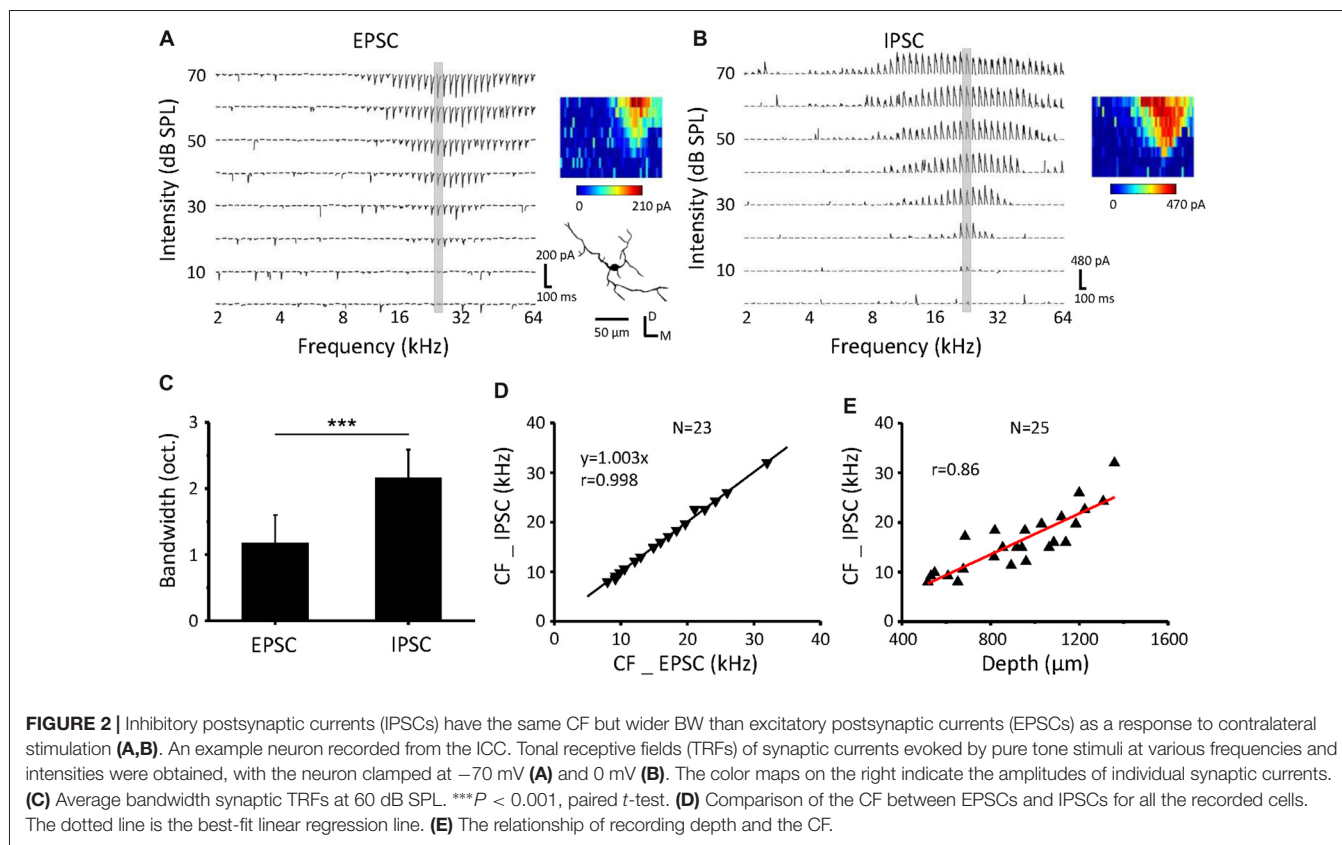 A
EPSC
70
50
30
10
Intensity (dB SPL)
2 4 8 16 32 64
Frequency (kHz)
0 210 pA
200 pA
100 ms
50 µm
D
M
B
IPSC
70
50
30
10
Intensity (dB SPL)
2 4 8 16 32 64
Frequency (kHz)
0 470 pA
480 pA
100 ms
C
***
3
2
1
0
Bandwidth (oct.)
EPSC IPSC
D
N=23
y=1.003x
r=0.998
40
30
20
10
0
CF _ IPSC (kHz)
0 10 20 30 40
CF _ EPSC (kHz)
E
N=25
r=0.86
40
30
20
10
0
CF _ IPSC (kHz)
400 800 1200 1600
Depth (µm)
FIGURE 2 | Inhibitory postsynaptic currents (IPSCs) have the same CF but wider BW than excitatory postsynaptic currents (EPSCs) as a response to contralateral
stimulation (A,B). An example neuron recorded from the ICC. Tonal receptive fields (TRFs) of synaptic currents evoked by pure tone stimuli at various frequencies and
intensities were obtained, with the neuron clamped at −70 mV (A) and 0 mV (B). The color maps on the right indicate the amplitudes of individual synaptic currents.
(C) Average bandwidth synaptic TRFs at 60 dB SPL. ***P < 0.001, paired t-test. (D) Comparison of the CF between EPSCs and IPSCs for all the recorded cells.
The dotted line is the best-fit linear regression line. (E) The relationship of recording depth and the CF.